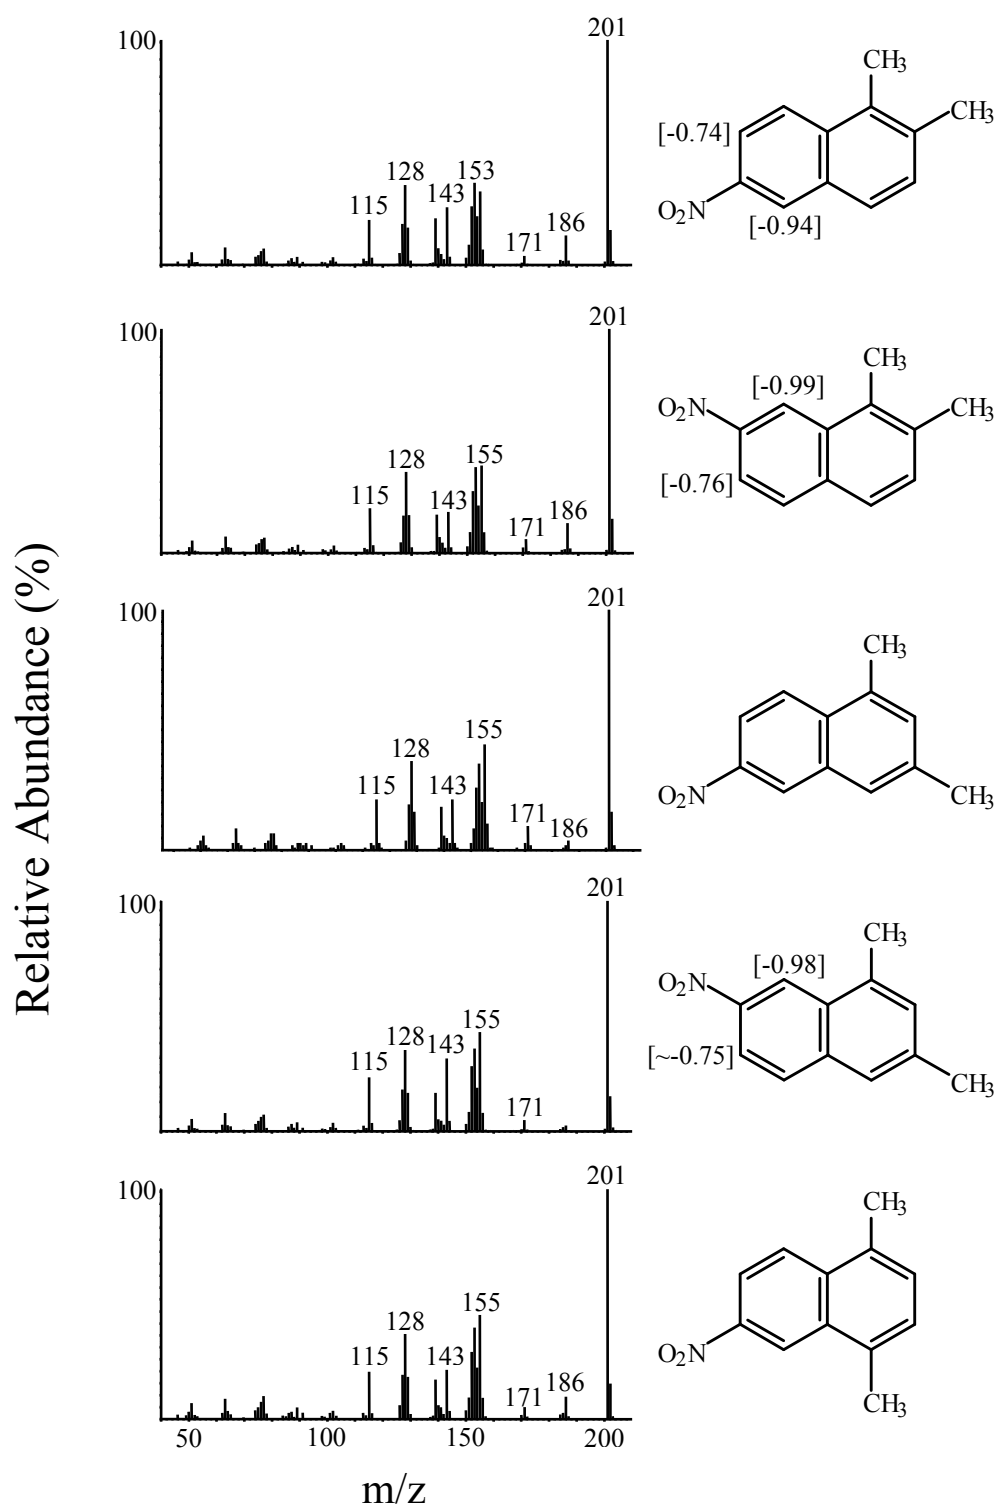 Relative Abundance (%)
100
201
115
128
143
153
171
186
CH3
CH3
[-0.74]
O2N
[-0.94]
100
201
115
128
143
155
171
186
CH3
[-0.99]
O2N
CH3
[-0.76]
100
201
115
128
143
155
171
186
CH3
O2N
CH3
100
201
115
128
143
155
171
CH3
[-0.98]
O2N
[~-0.75]
CH3
100
201
115
128
143
155
171
186
CH3
O2N
CH3
50
100
150
200
m/z